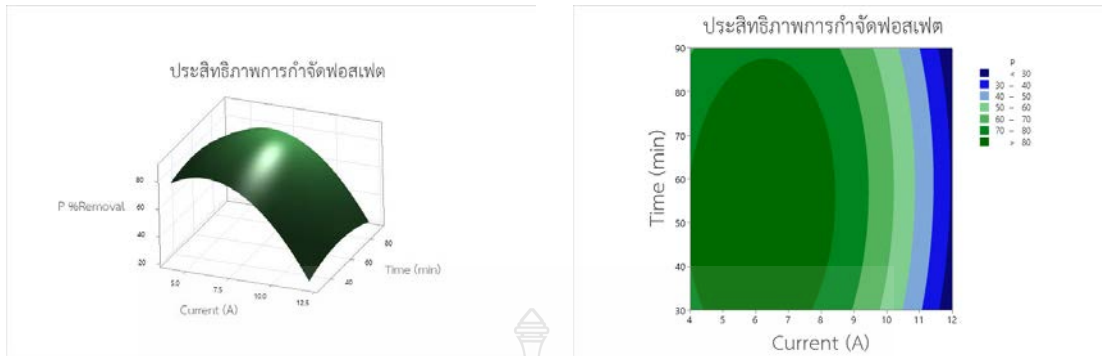 ประสิทธิภาพการกำจัดฟอสเฟต
80
60
40
20
P %Removal
5.0
7.5
10.0
12.5
Current (A)
40
60
80
Time (min)
ประสิทธิภาพการกำจัดฟอสเฟต
90
80
70
60
50
40
30
Time (min)
4 5 6 7 8 9 10 11 12
Current (A)
P
< 30
30 – 40
40 – 50
50 – 60
60 – 70
70 – 80
> 80